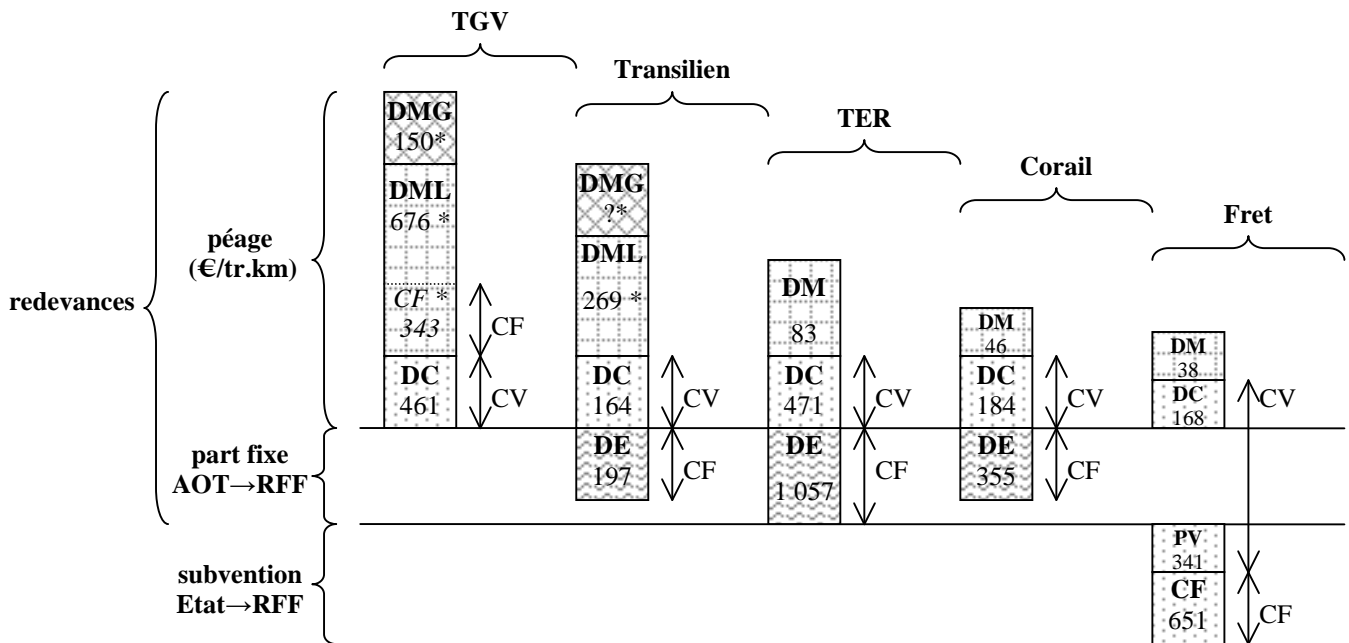 TGV
Transilien
TER
Corail
Fret
redevances
péage
(€/tr.km)
part fixe
AOT→RFF
subvention
Etat→RFF
DMG
150*
DML
676 *
CF *
343
CF
DC
461
CV
DMG
?*
DML
269 *
DC
164
CV
DE
197
CF
DM
83
DC
471
CV
DE
1 057
CF
DM
46
DC
184
CV
DE
355
CF
DM
38
DC
168
CV
PV
341
CF
651
CF